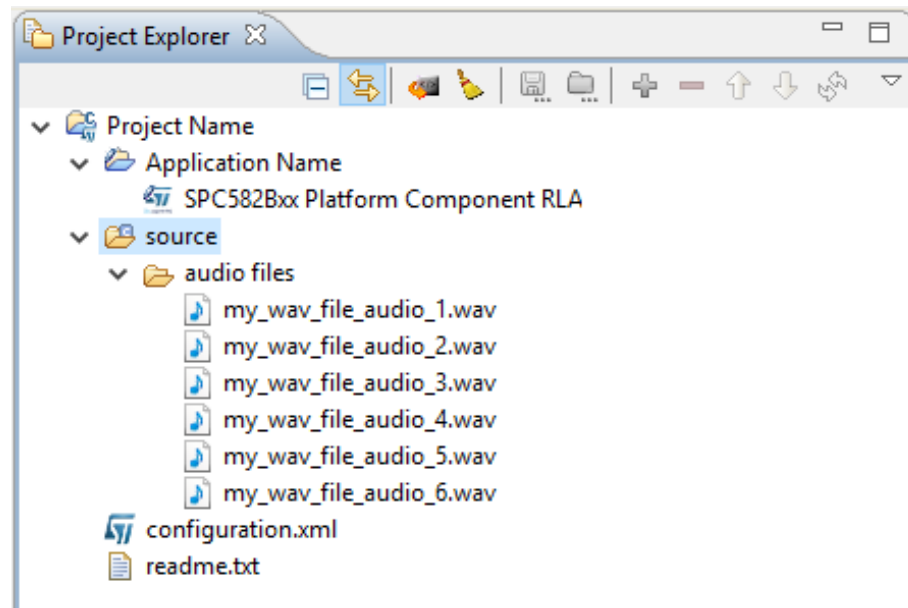 Project Explorer
Project Name
Application Name
SPC582Bxx Platform Component RLA
source
audio files
my_wav_file_audio_1.wav
my_wav_file_audio_2.wav
my_wav_file_audio_3.wav
my_wav_file_audio_4.wav
my_wav_file_audio_5.wav
my_wav_file_audio_6.wav
configuration.xml
readme.txt